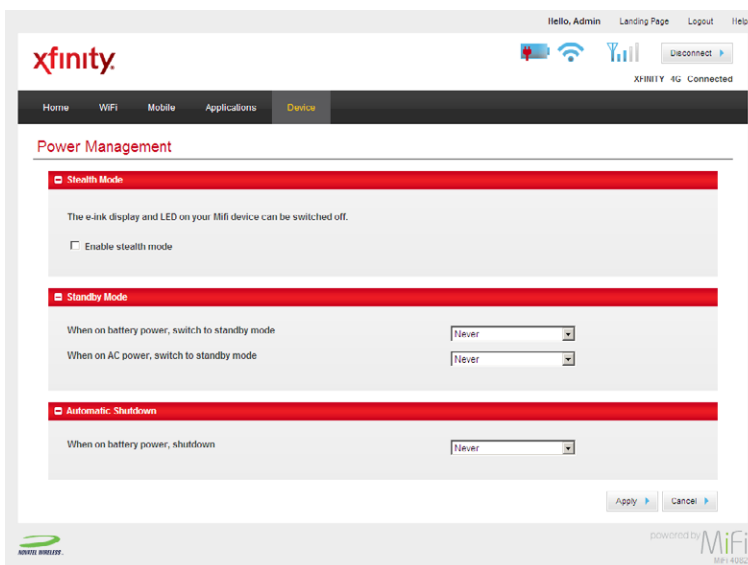 Hello, Admin Landing Page Logout Help
xfinity.
Disconnect
XFINITY 4G Connected
Home WiFi Mobile Applications Device
Power Management
Stealth Mode
The e-ink display and LED on your Mifi device can be switched off.
Enable stealth mode
Standby Mode
When on battery power, switch to standby mode Never
When on AC power, switch to standby mode Never
Automatic Shutdown
When on battery power, shutdown Never
Apply Cancel
NOVATEL WIRELESS.
powered by MiFi
MiFi 4082